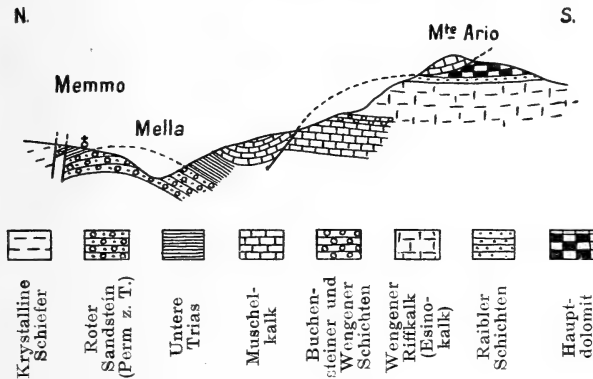 N.
S.
Mte Ario
Memmo
Mella
Krystalline
Schiefer
Roter
Sandstein
(Perm z. T.)
Untere
Trias
Muschel-
kalk
Buchen-
steiner und
Wengener
Schichten
Wengener
Riffkalk
(Esino-
kalk)
Raibler
Schichten
Haupt-
dolomit